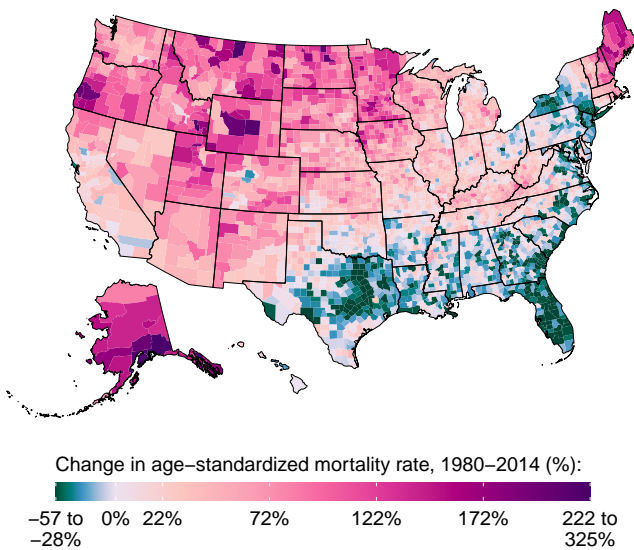 Change in age−standardized mortality rate, 1980−2014 (%):
−57 to 0% 22% 72% 122% 172% 222 to
−28% 325%